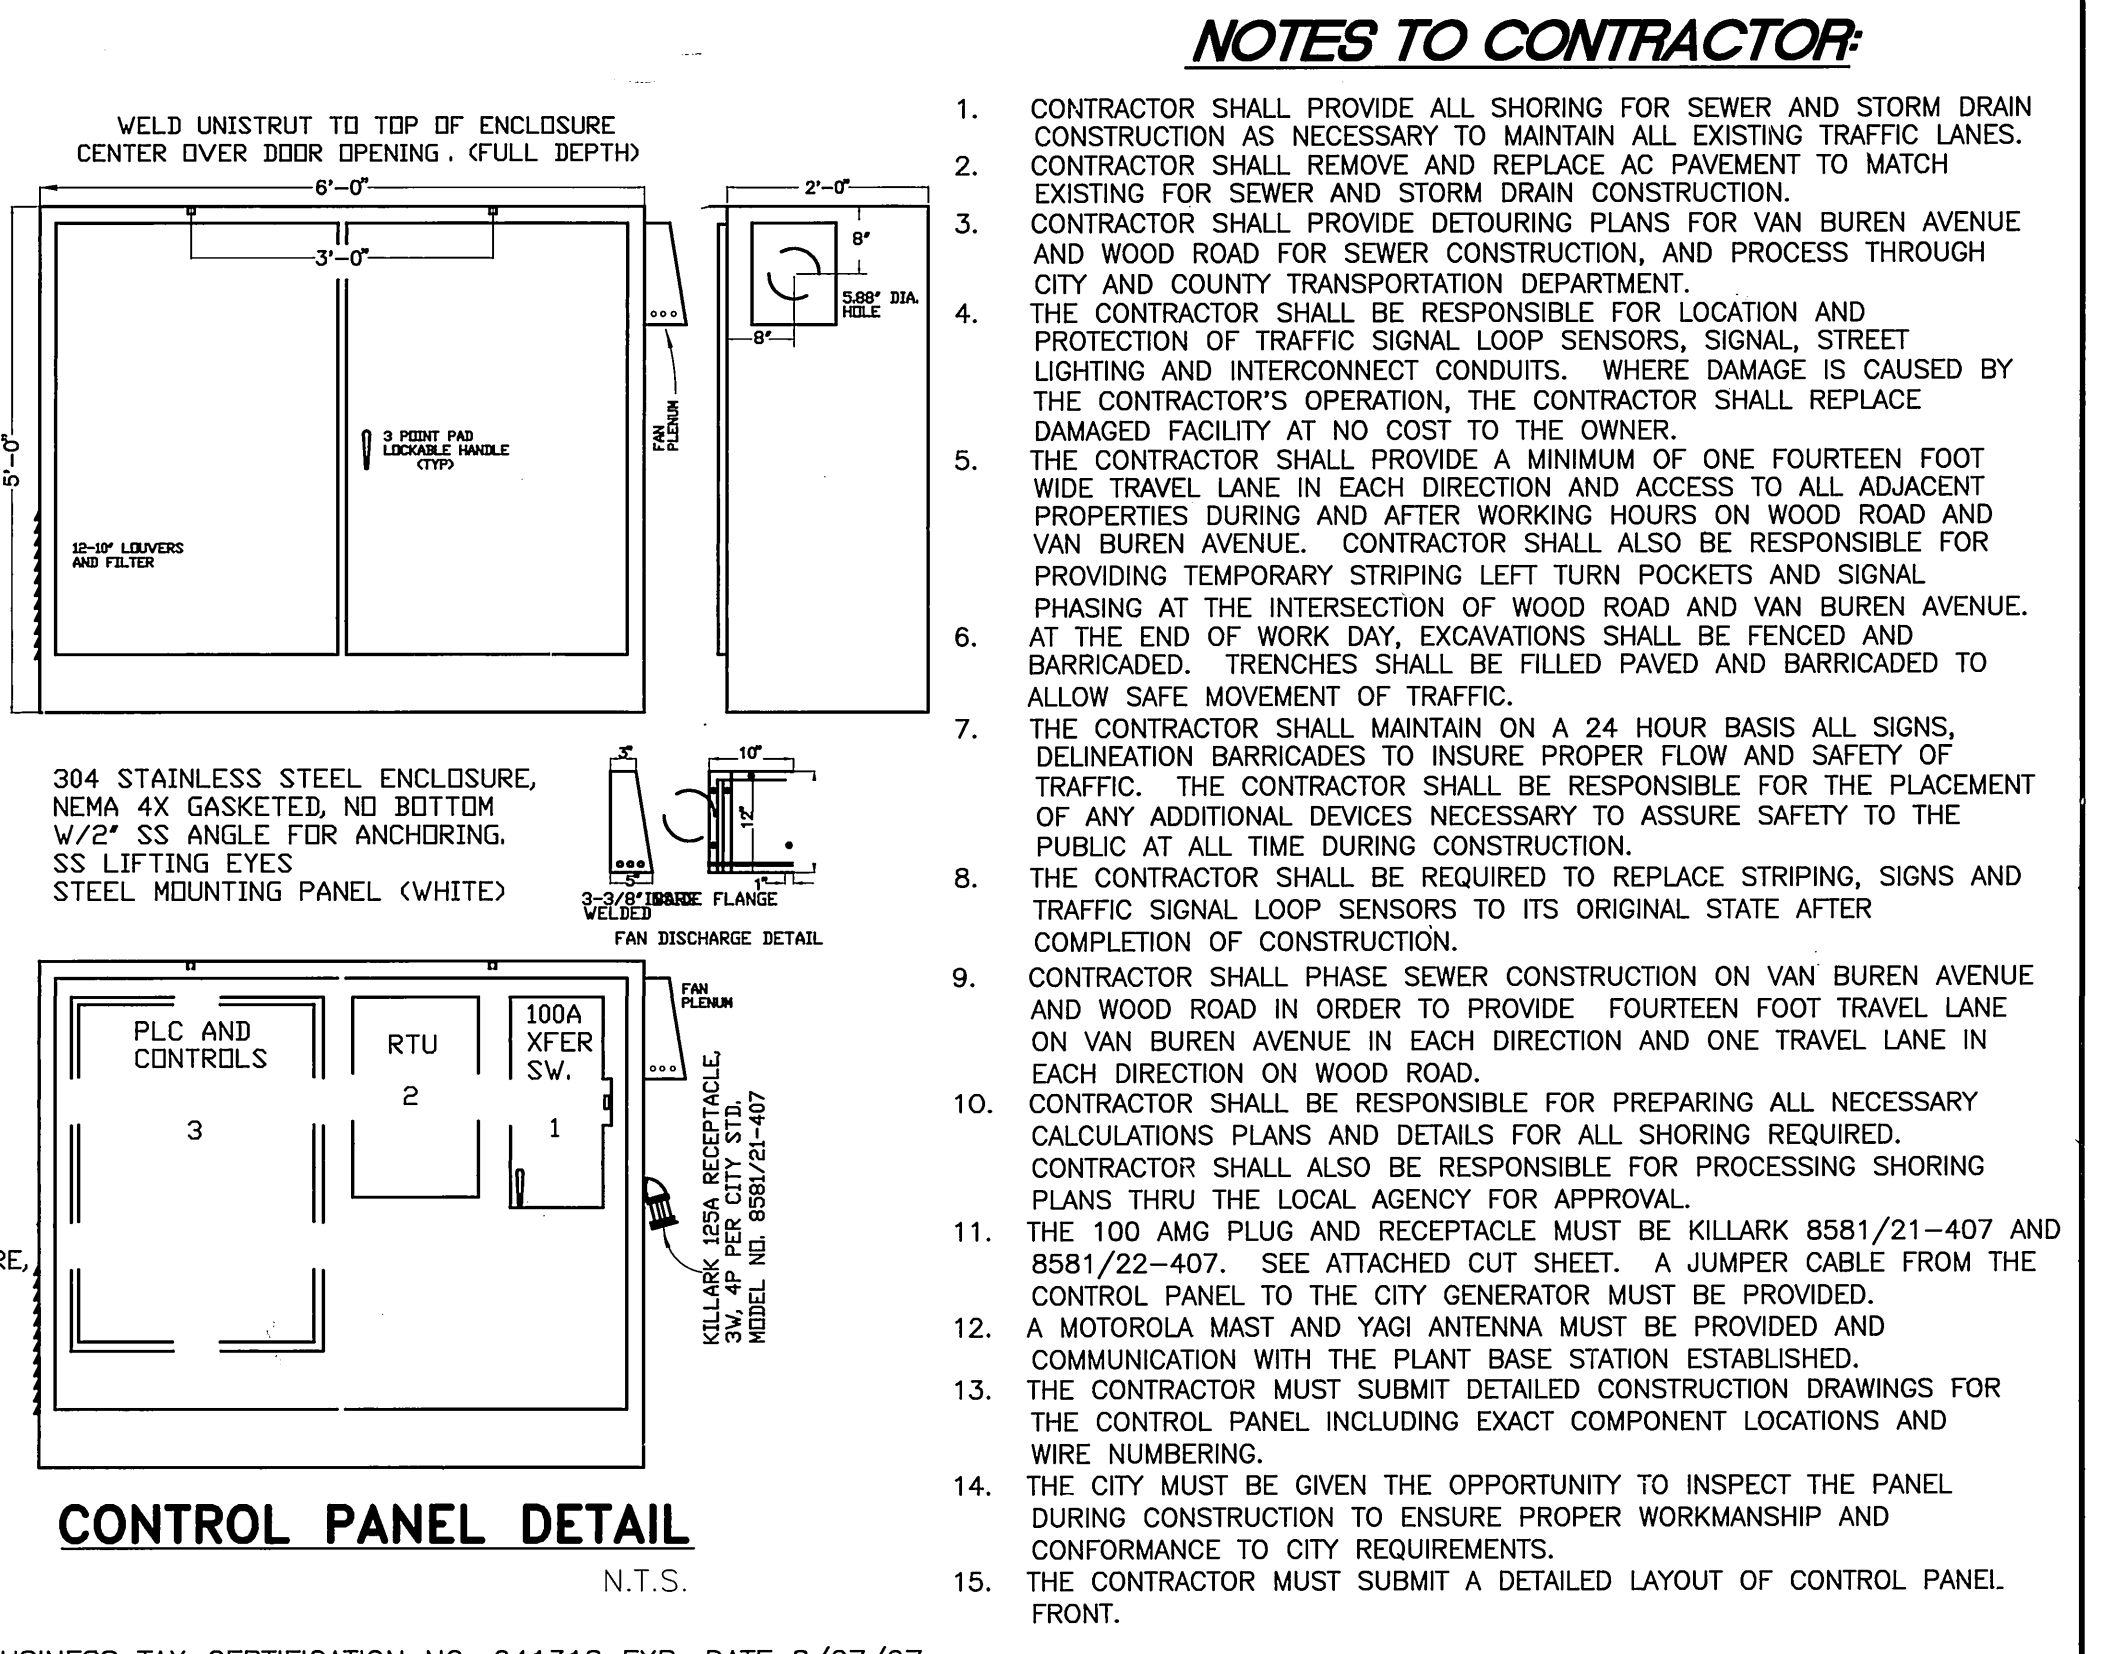 WELD UNISTRUT TO TOP OF ENCLOSURE
CENTER OVER DOOR OPENING. (FULL DEPTH)
6'-0"
2'-0"
3'-0"
8"
5.88" DIA.
HOLE
8"
5'-0"
FAN
PLENUM
3 POINT PAD
LOCKABLE HANDLE
(TYP)
12-10" LOUVERS
AND FILTER
304 STAINLESS STEEL ENCLOSURE,
NEMA 4X GASKETED, NO BOTTOM
W/2" SS ANGLE FOR ANCHORING.
SS LIFTING EYES
STEEL MOUNTING PANEL (WHITE)
3"
10"
12"
5"
1"
3-3/8" FLANGE
WELDED
FAN DISCHARGE DETAIL
PLC AND
CONTROLS
3
RTU
2
100A
XFER
SW.
1
FAN
PLENUM
KILLARK 125A RECEPTACLE,
3W, 4P PER CITY STD.
MODEL NO. 8581/21-407
RE,
CONTROL PANEL DETAIL
N.T.S.
NOTES TO CONTRACTOR:
1. CONTRACTOR SHALL PROVIDE ALL SHORING FOR SEWER AND STORM DRAIN
CONSTRUCTION AS NECESSARY TO MAINTAIN ALL EXISTING TRAFFIC LANES.
2. CONTRACTOR SHALL REMOVE AND REPLACE AC PAVEMENT TO MATCH
EXISTING FOR SEWER AND STORM DRAIN CONSTRUCTION.
3. CONTRACTOR SHALL PROVIDE DETOURING PLANS FOR VAN BUREN AVENUE
AND WOOD ROAD FOR SEWER CONSTRUCTION, AND PROCESS THROUGH
CITY AND COUNTY TRANSPORTATION DEPARTMENT.
4. THE CONTRACTOR SHALL BE RESPONSIBLE FOR LOCATION AND
PROTECTION OF TRAFFIC SIGNAL LOOP SENSORS, SIGNAL, STREET
LIGHTING AND INTERCONNECT CONDUITS. WHERE DAMAGE IS CAUSED BY
THE CONTRACTOR'S OPERATION, THE CONTRACTOR SHALL REPLACE
DAMAGED FACILITY AT NO COST TO THE OWNER.
5. THE CONTRACTOR SHALL PROVIDE A MINIMUM OF ONE FOURTEEN FOOT
WIDE TRAVEL LANE IN EACH DIRECTION AND ACCESS TO ALL ADJACENT
PROPERTIES DURING AND AFTER WORKING HOURS ON WOOD ROAD AND
VAN BUREN AVENUE. CONTRACTOR SHALL ALSO BE RESPONSIBLE FOR
PROVIDING TEMPORARY STRIPING LEFT TURN POCKETS AND SIGNAL
PHASING AT THE INTERSECTION OF WOOD ROAD AND VAN BUREN AVENUE.
6. AT THE END OF WORK DAY, EXCAVATIONS SHALL BE FENCED AND
BARRICADED. TRENCHES SHALL BE FILLED PAVED AND BARRICADED TO
ALLOW SAFE MOVEMENT OF TRAFFIC.
7. THE CONTRACTOR SHALL MAINTAIN ON A 24 HOUR BASIS ALL SIGNS,
DELINEATION BARRICADES TO INSURE PROPER FLOW AND SAFETY OF
TRAFFIC. THE CONTRACTOR SHALL BE RESPONSIBLE FOR THE PLACEMENT
OF ANY ADDITIONAL DEVICES NECESSARY TO ASSURE SAFETY TO THE
PUBLIC AT ALL TIME DURING CONSTRUCTION.
8. THE CONTRACTOR SHALL BE REQUIRED TO REPLACE STRIPING, SIGNS AND
TRAFFIC SIGNAL LOOP SENSORS TO ITS ORIGINAL STATE AFTER
COMPLETION OF CONSTRUCTION.
9. CONTRACTOR SHALL PHASE SEWER CONSTRUCTION ON VAN BUREN AVENUE
AND WOOD ROAD IN ORDER TO PROVIDE FOURTEEN FOOT TRAVEL LANE
ON VAN BUREN AVENUE IN EACH DIRECTION AND ONE TRAVEL LANE IN
EACH DIRECTION ON WOOD ROAD.
10. CONTRACTOR SHALL BE RESPONSIBLE FOR PREPARING ALL NECESSARY
CALCULATIONS PLANS AND DETAILS FOR ALL SHORING REQUIRED.
CONTRACTOR SHALL ALSO BE RESPONSIBLE FOR PROCESSING SHORING
PLANS THRU THE LOCAL AGENCY FOR APPROVAL.
11. THE 100 AMG PLUG AND RECEPTACLE MUST BE KILLARK 8581/21-407 AND
8581/22-407. SEE ATTACHED CUT SHEET. A JUMPER CABLE FROM THE
CONTROL PANEL TO THE CITY GENERATOR MUST BE PROVIDED.
12. A MOTOROLA MAST AND YAGI ANTENNA MUST BE PROVIDED AND
COMMUNICATION WITH THE PLANT BASE STATION ESTABLISHED.
13. THE CONTRACTOR MUST SUBMIT DETAILED CONSTRUCTION DRAWINGS FOR
THE CONTROL PANEL INCLUDING EXACT COMPONENT LOCATIONS AND
WIRE NUMBERING.
14. THE CITY MUST BE GIVEN THE OPPORTUNITY TO INSPECT THE PANEL
DURING CONSTRUCTION TO ENSURE PROPER WORKMANSHIP AND
CONFORMANCE TO CITY REQUIREMENTS.
15. THE CONTRACTOR MUST SUBMIT A DETAILED LAYOUT OF CONTROL PANEL
FRONT.